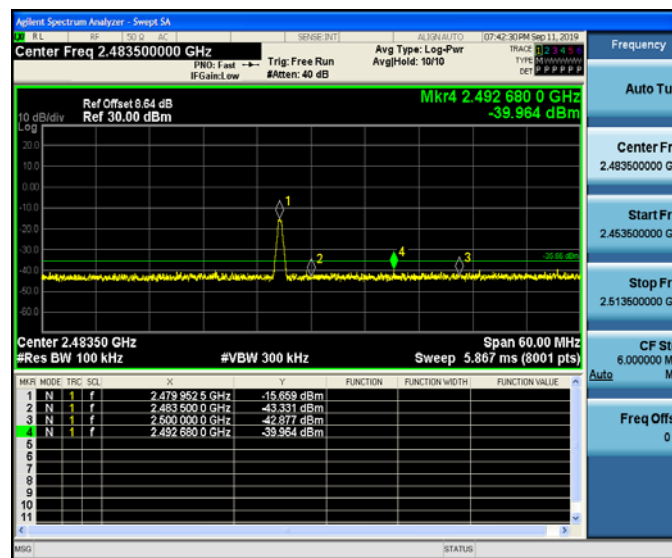 Agilent Spectrum Analyzer - Swept SA
RL RF 50 Ω AC SENSE:INT ALIGN AUTO 07:42:30 PM Sep 11, 2019
Center Freq 2.483500000 GHz
PNO: Fast
IFGain:Low
Trig: Free Run
#Atten: 40 dB
Avg Type: Log-Pwr
Avg|Hold: 10/10
TRACE 1 2 3 4 5 6
TYPE M WWWWW
DET P P P P P P
Frequency
Auto Tu
Center Fr
2.483500000 G
Start Fr
2.453500000 G
Stop Fr
2.513500000 G
CF St
6.000000 M
Auto M
Freq Offs
0
Mkr4 2.492 680 0 GHz
-39.964 dBm
Ref Offset 8.64 dB
10 dB/div Ref 30.00 dBm
Log
20.0
10.0
0.00
-10.0
-20.0
-30.0
-40.0
-50.0
-60.0
1
2
4
3
Center 2.48350 GHz Span 60.00 MHz
#Res BW 100 kHz #VBW 300 kHz Sweep 5.867 ms (8001 pts)
MKR MODE TRC SCL X Y FUNCTION FUNCTION WIDTH FUNCTION VALUE
1 N 1 f 2.479 952 5 GHz -15.659 dBm
2 N 1 f 2.483 500 0 GHz -43.331 dBm
3 N 1 f 2.500 000 0 GHz -42.877 dBm
4 N 1 f 2.492 680 0 GHz -39.964 dBm
5
6
7
8
9
10
11
MSG STATUS